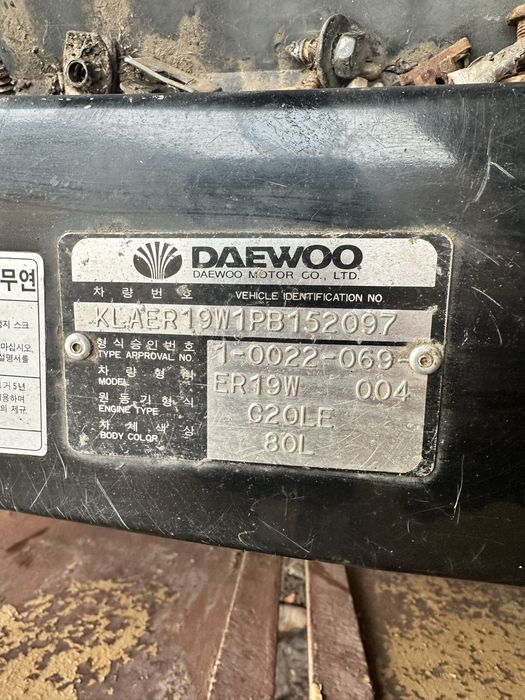 DAEWOO
DAEWOO MOTOR CO., LTD.
차 량 번 호 VEHICLE IDENTIFICATION NO
KLAER19W1PB152097
형식승인번호 1-0022-069-
TYPE APPROVAL NO.
차 량 형 식 ER19W 004
MODEL
원 동 기 형 식 C20LE
ENGINE TYPE
차 체 색 상 80L
BODY COLOR
무연